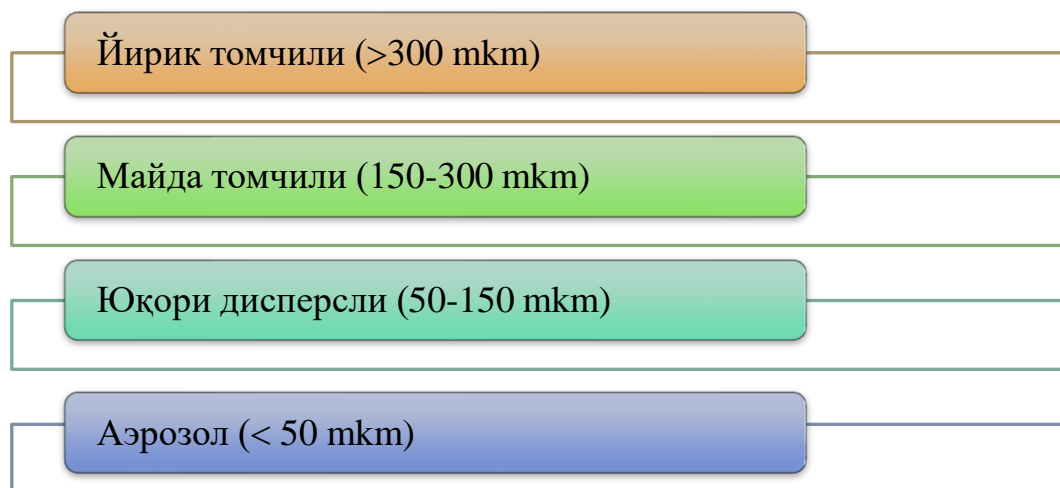 Йирик томчили (>300 mkm)
Майда томчили (150-300 mkm)
Юқори дисперсли (50-150 mkm)
Аэрозол (< 50 mkm)